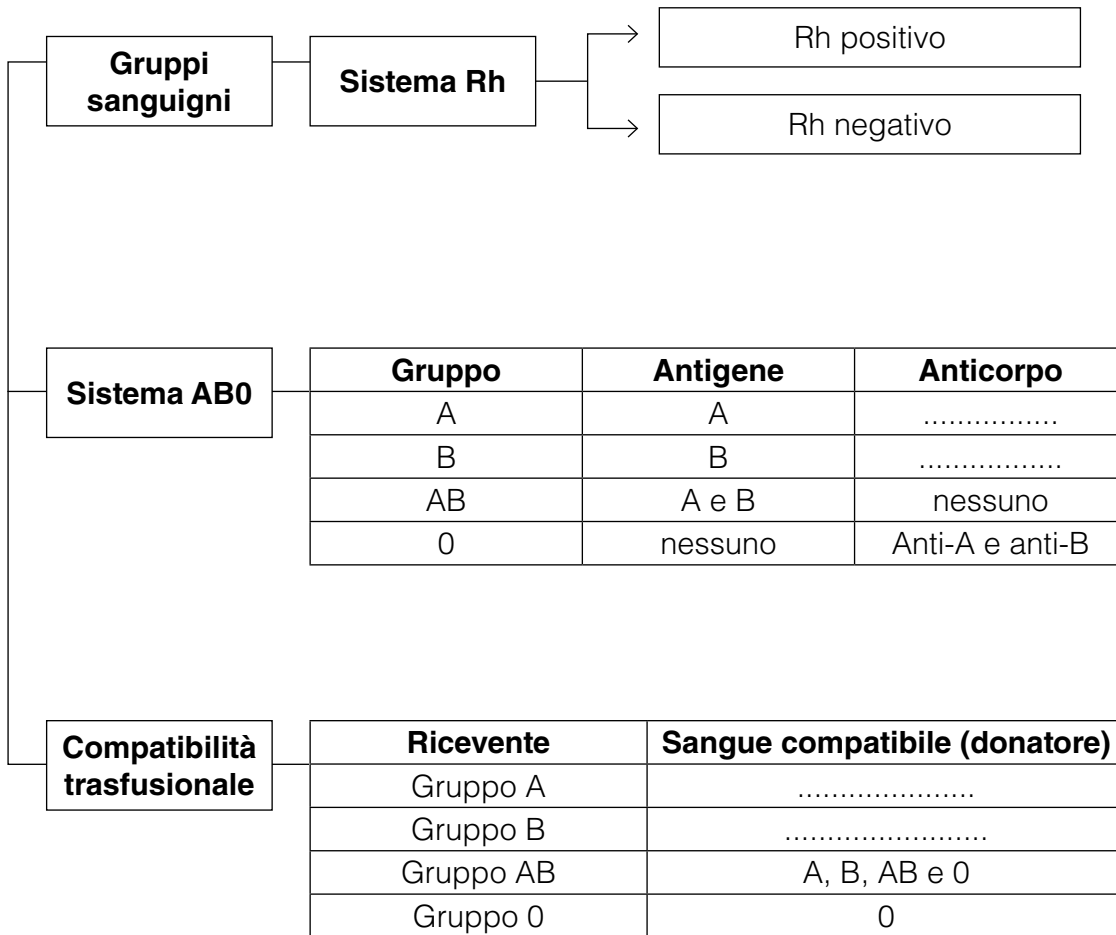 Gruppi
sanguigni
Sistema Rh
Rh positivo
Rh negativo
Sistema AB0
Gruppo Antigene Anticorpo
A A ................
B B .................
AB A e B nessuno
0 nessuno Anti-A e anti-B
Compatibilità
trasfusionale
Ricevente Sangue compatibile (donatore)
Gruppo A .....................
Gruppo B ........................
Gruppo AB A, B, AB e 0
Gruppo 0 0